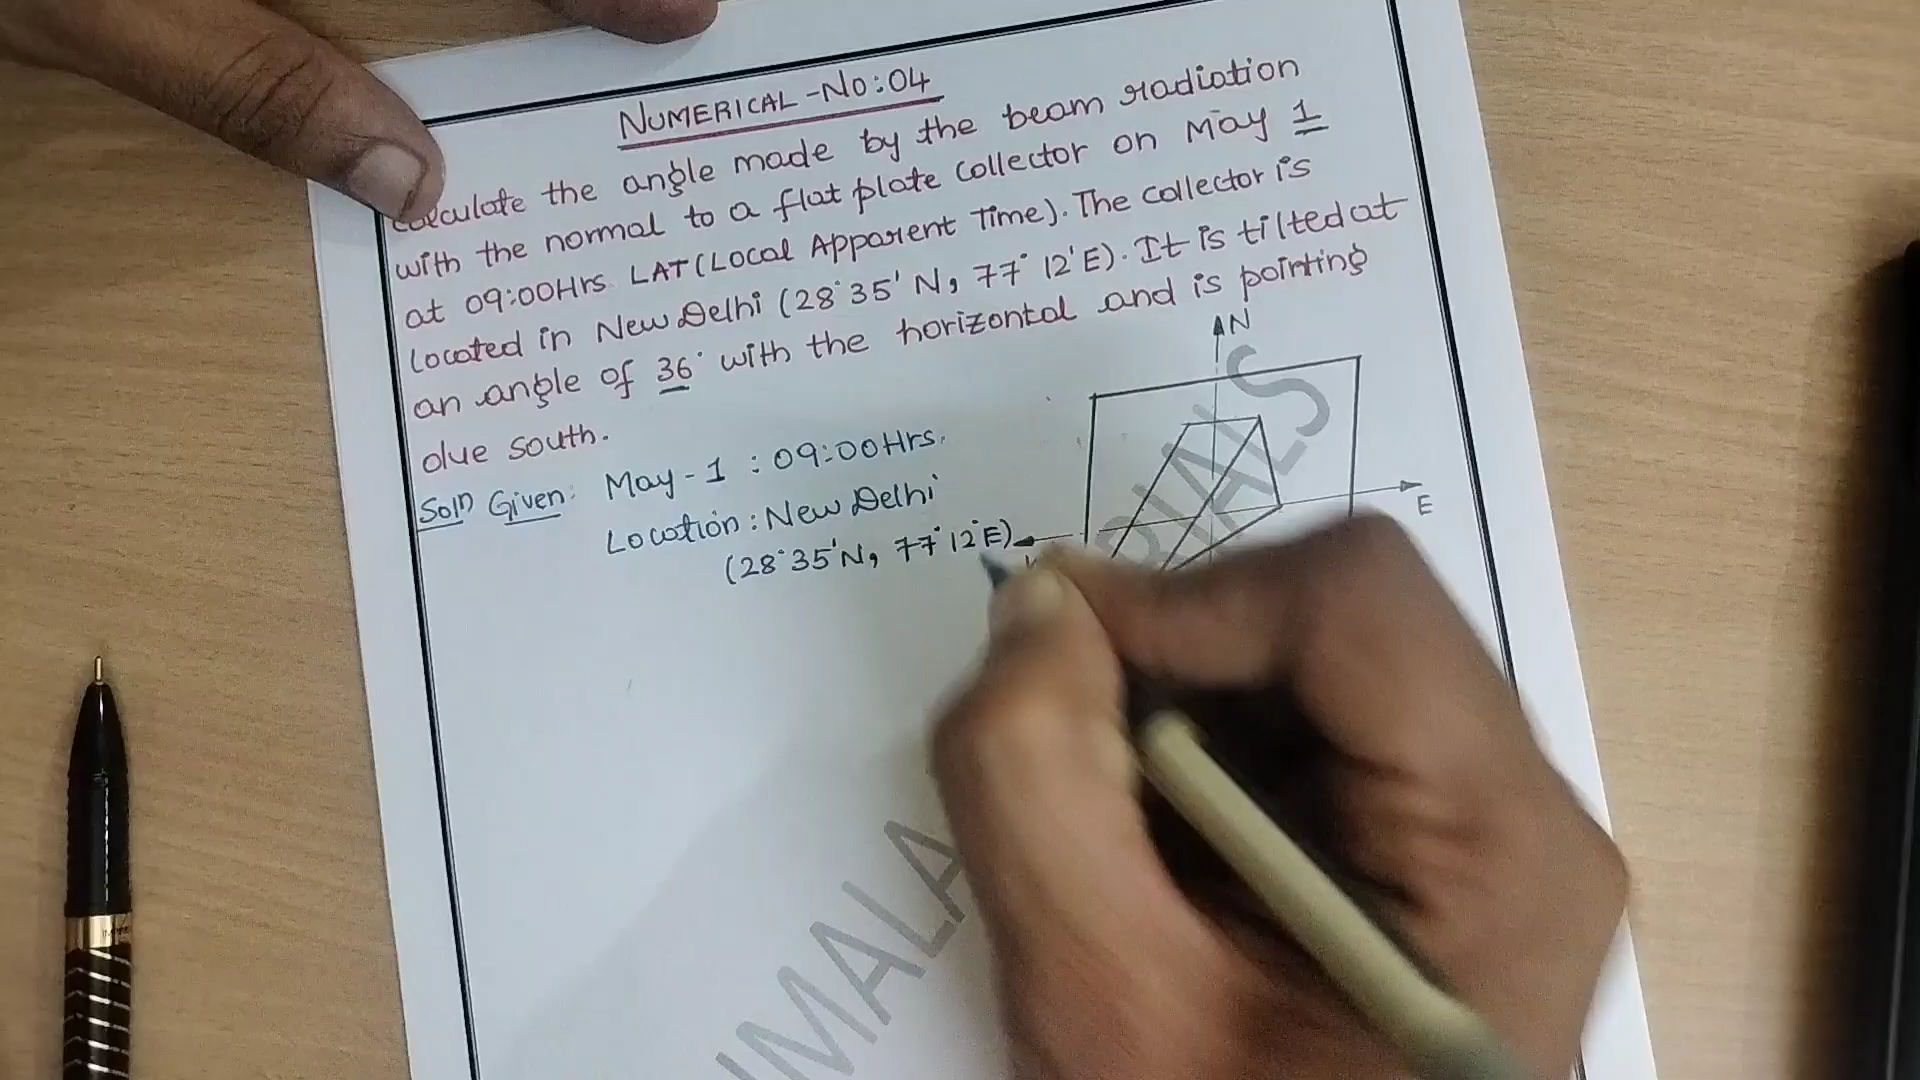 NUMERICAL-No:04
Calculate the angle made by the beam radiation
with the normal to a flat plate collector on May 1
at 09:00Hrs LAT(Local Apparent Time). The collector is
located in New Delhi (28°35'N, 77°12'E). It is tilted at
an angle of 36° with the horizontal and is pointing
due south.
Soln Given: May-1 : 09:00Hrs.
Location: New Delhi
(28°35'N, 77°12'E)
N
E